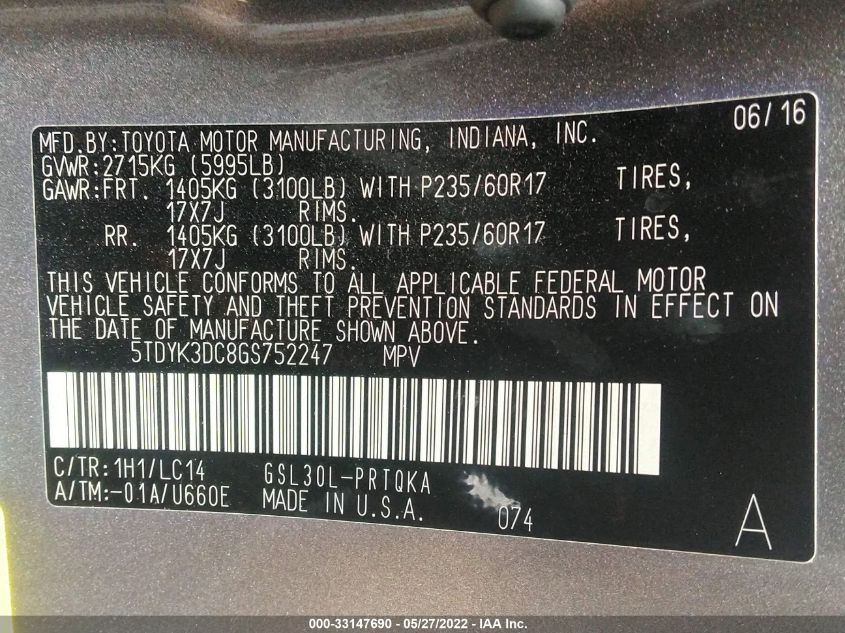 06/16
MFD.BY:TOYOTA MOTOR MANUFACTURING, INDIANA, INC.
GVWR:2715KG (5995LB)
GAWR:FRT. 1405KG (3100LB) WITH P235/60R17 TIRES,
17X7J RIMS.
RR. 1405KG (3100LB) WITH P235/60R17 TIRES,
17X7J RIMS.
THIS VEHICLE CONFORMS TO ALL APPLICABLE FEDERAL MOTOR
VEHICLE SAFETY AND THEFT PREVENTION STANDARDS IN EFFECT ON
THE DATE OF MANUFACTURE SHOWN ABOVE.
5TDYK3DC8GS752247 MPV
C/TR:1H1/LC14 GSL30L-PRTQKA
A/TM:-01A/U660E MADE IN U.S.A. 074 A
000-33147690 - 05/27/2022 - IAA Inc.